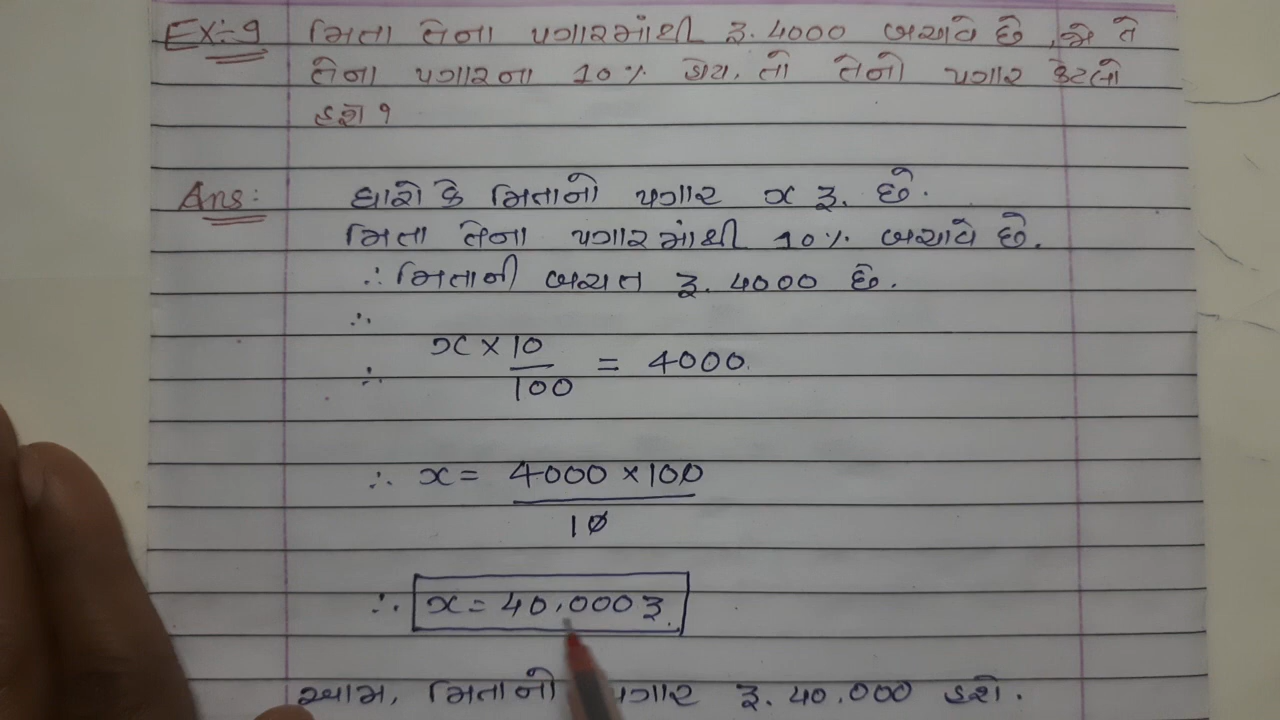 Ex:-9 મિતા તેના પગારમાંથી રૂ. 4000 બચાવે છે, જો તે
તેના પગારના 10% હોય, તો તેનો પગાર કેટલો
હશે ?
Ans: ધારો કે મિતાનો પગાર x રૂ. છે.
મિતા તેના પગારમાંથી 10% બચાવે છે.
∴ મિતાની બચત રૂ. 4000 છે.
∴
∴ x × 10/100 = 4000
∴ x = 4000 × 100/10
∴ x = 40,000 રૂ.
આમ, મિતાનો પગાર રૂ. 40,000 હશે.